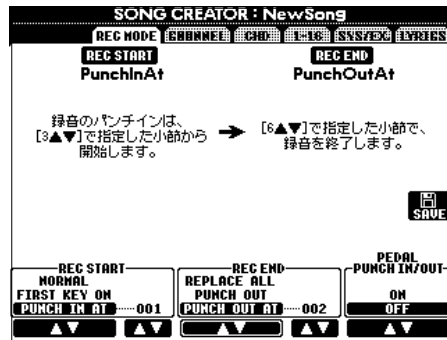 SONG CREATOR : NewSong
REC MODE CHANNEL CHD 1-16 SYS/EX. LYRICS
REC START REC END
PunchInAt PunchOutAt
録音のパンチインは、
[3▲▼]で指定した小節から
開始します。
➔ [6▲▼]で指定した小節で、
録音を終了します。
SAVE
REC START REC END PEDAL PUNCH IN/OUT
NORMAL REPLACE ALL
FIRST KEY ON PUNCH OUT ON
PUNCH IN AT ······ 001 PUNCH OUT AT ······ 002 OFF
▲▼ ▲▼ ▲▼ ▲▼ ▲▼